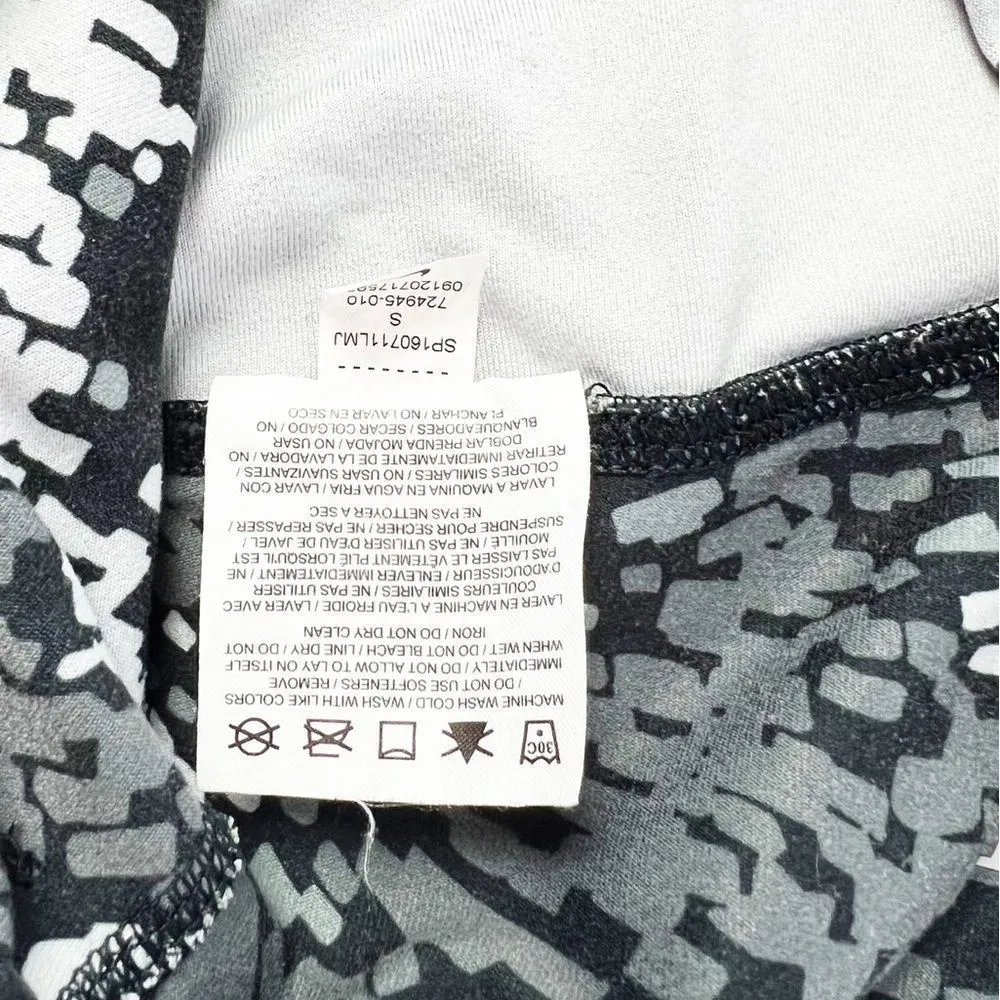 30C
MACHINE WASH COLD / WASH WITH LIKE COLORS
/ DO NOT USE SOFTENERS / REMOVE
IMMEDIATELY / DO NOT ALLOW TO LAY ON ITSELF
WHEN WET / DO NOT BLEACH / LINE DRY / DO NOT
IRON / DO NOT DRY CLEAN
LAVER EN MACHINE A L'EAU FROIDE / LAVER AVEC
COULEURS SIMILAIRES / NE PAS UTILISER
D'ADOUCISSEUR / ENLEVER IMMEDIATEMENT / NE
PAS LAISSER LE VÊTEMENT PLIÉ LORSQU'IL EST
MOUILLÉ / NE PAS UTILISER D'EAU DE JAVEL /
SUSPENDRE POUR SÉCHER / NE PAS REPASSER /
NE PAS NETTOYER A SEC
LAVAR A MAQUINA EN AGUA FRIA / LAVAR CON
COLORES SIMILARES / NO USAR SUAVIZANTES /
RETIRAR INMEDIATAMENTE DE LA LAVADORA / NO
DOBLAR PRENDA MOJADA / NO USAR
BLANQUEADORES / SECAR COLGADO / NO
PLANCHAR / NO LAVAR EN SECO
SP160711LMJ
S
724945-010